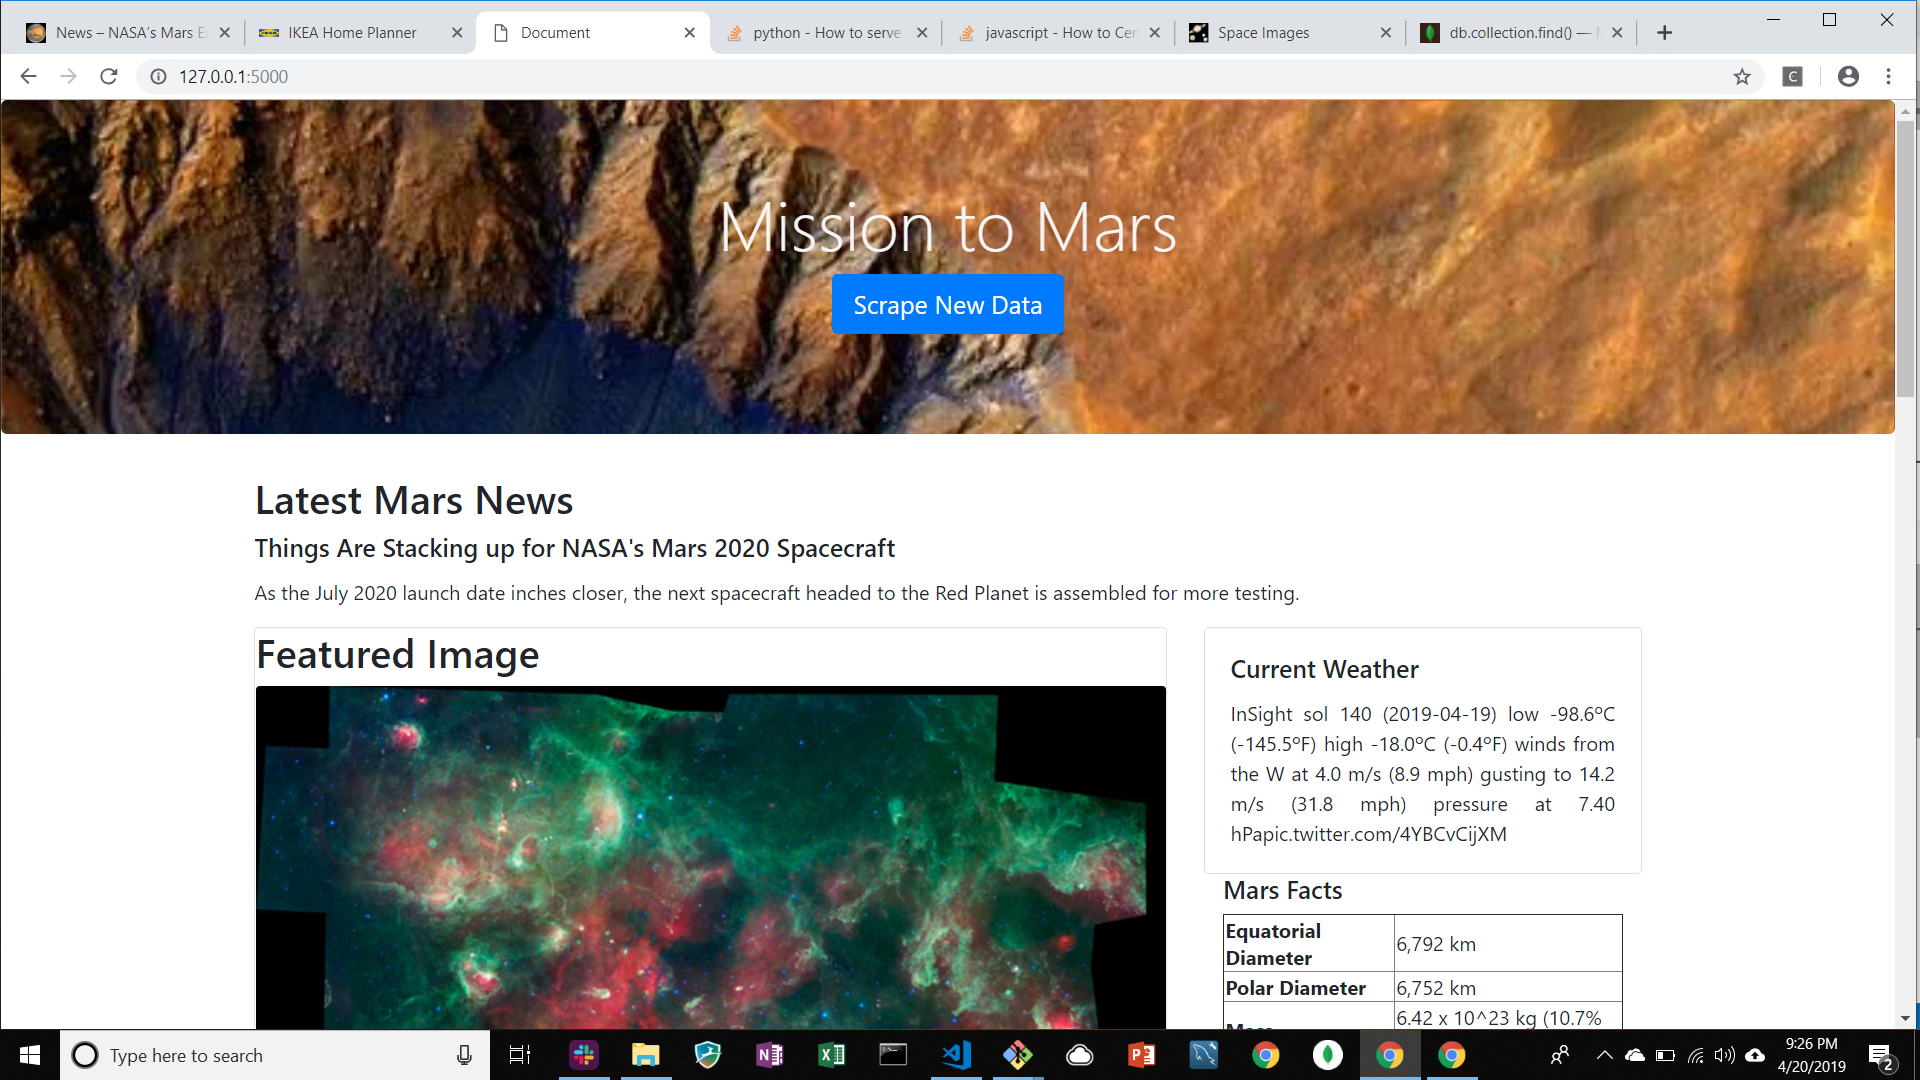 News – NASA's Mars E
IKEA Home Planner
Document
python - How to serve
javascript - How to Cen
Space Images
db.collection.find() —
127.0.0.1:5000
C
Mission to Mars
Scrape New Data
Latest Mars News
Things Are Stacking up for NASA's Mars 2020 Spacecraft
As the July 2020 launch date inches closer, the next spacecraft headed to the Red Planet is assembled for more testing.
Featured Image
Current Weather
InSight sol 140 (2019-04-19) low -98.6ºC
(-145.5ºF) high -18.0ºC (-0.4ºF) winds from
the W at 4.0 m/s (8.9 mph) gusting to 14.2
m/s (31.8 mph) pressure at 7.40
hPapic.twitter.com/4YBCvCijXM
Mars Facts
Equatorial
Diameter
6,792 km
Polar Diameter
6,752 km
6.42 x 10^23 kg (10.7%
Type here to search
9:26 PM
4/20/2019
2